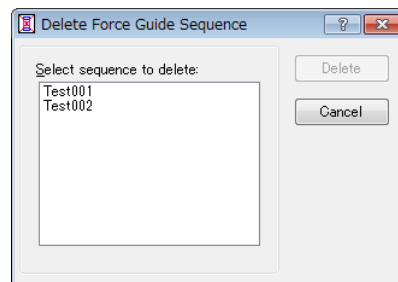 Delete Force Guide Sequence
Select sequence to delete:
Test001
Test002
Delete
Cancel